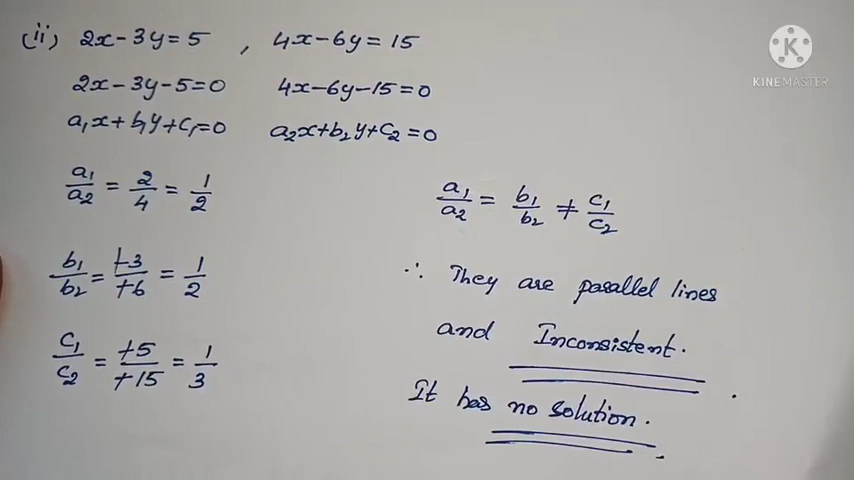 (ii) 2x-3y=5 , 4x-6y=15
2x-3y-5=0 4x-6y-15=0
a₁x+b₁y+c₁=0 a₂x+b₂y+c₂=0
a₁/a₂ = 2/4 = 1/2
b₁/b₂ = -3/-6 = 1/2
c₁/c₂ = -5/-15 = 1/3
a₁/a₂ = b₁/b₂ ≠ c₁/c₂
∴ They are parallel lines
and Inconsistent.
It has no solution.
K
KINEMASTER